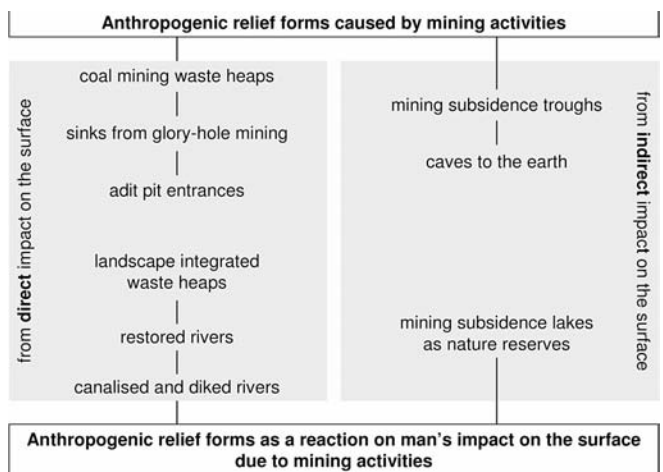 Anthropogenic relief forms caused by mining activities
from direct impact on the surface
coal mining waste heaps
sinks from glory-hole mining
adit pit entrances
landscape integrated
waste heaps
restored rivers
canalised and diked rivers
mining subsidence troughs
caves to the earth
mining subsidence lakes
as nature reserves
from indirect impact on the surface
Anthropogenic relief forms as a reaction on man's impact on the surface
due to mining activities